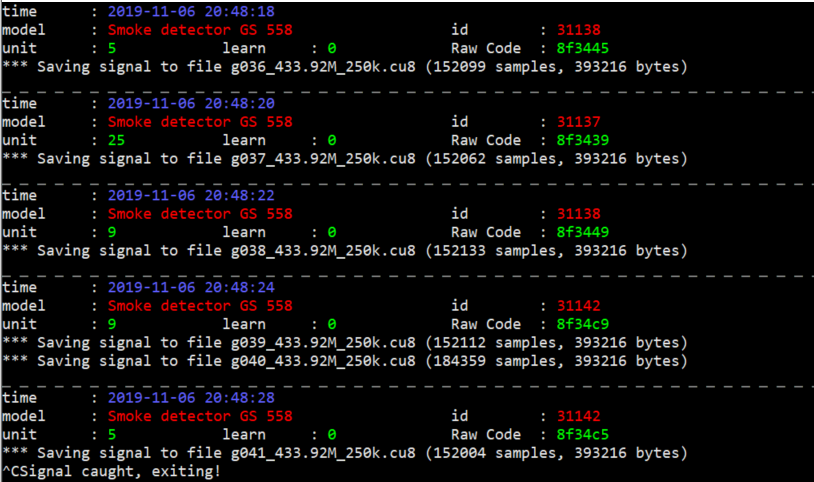 time : 2019-11-06 20:48:18
model : Smoke detector GS 558 id : 31138
unit : 5 learn : 0 Raw Code : 8f3445
*** Saving signal to file g036_433.92M_250k.cu8 (152099 samples, 393216 bytes)
_ _ _ _ _ _ _ _ _ _ _ _ _ _ _ _ _ _ _ _ _ _ _ _ _ _ _ _ _ _ _ _ _ _ _ _ _ _ _ _ _ _ _ _ _ _
time : 2019-11-06 20:48:20
model : Smoke detector GS 558 id : 31137
unit : 25 learn : 0 Raw Code : 8f3439
*** Saving signal to file g037_433.92M_250k.cu8 (152062 samples, 393216 bytes)
_ _ _ _ _ _ _ _ _ _ _ _ _ _ _ _ _ _ _ _ _ _ _ _ _ _ _ _ _ _ _ _ _ _ _ _ _ _ _ _ _ _ _ _ _ _
time : 2019-11-06 20:48:22
model : Smoke detector GS 558 id : 31138
unit : 9 learn : 0 Raw Code : 8f3449
*** Saving signal to file g038_433.92M_250k.cu8 (152133 samples, 393216 bytes)
_ _ _ _ _ _ _ _ _ _ _ _ _ _ _ _ _ _ _ _ _ _ _ _ _ _ _ _ _ _ _ _ _ _ _ _ _ _ _ _ _ _ _ _ _ _
time : 2019-11-06 20:48:24
model : Smoke detector GS 558 id : 31142
unit : 9 learn : 0 Raw Code : 8f34c9
*** Saving signal to file g039_433.92M_250k.cu8 (152112 samples, 393216 bytes)
*** Saving signal to file g040_433.92M_250k.cu8 (184359 samples, 393216 bytes)
_ _ _ _ _ _ _ _ _ _ _ _ _ _ _ _ _ _ _ _ _ _ _ _ _ _ _ _ _ _ _ _ _ _ _ _ _ _ _ _ _ _ _ _ _ _
time : 2019-11-06 20:48:28
model : Smoke detector GS 558 id : 31142
unit : 5 learn : 0 Raw Code : 8f34c5
*** Saving signal to file g041_433.92M_250k.cu8 (152004 samples, 393216 bytes)
^CSignal caught, exiting!